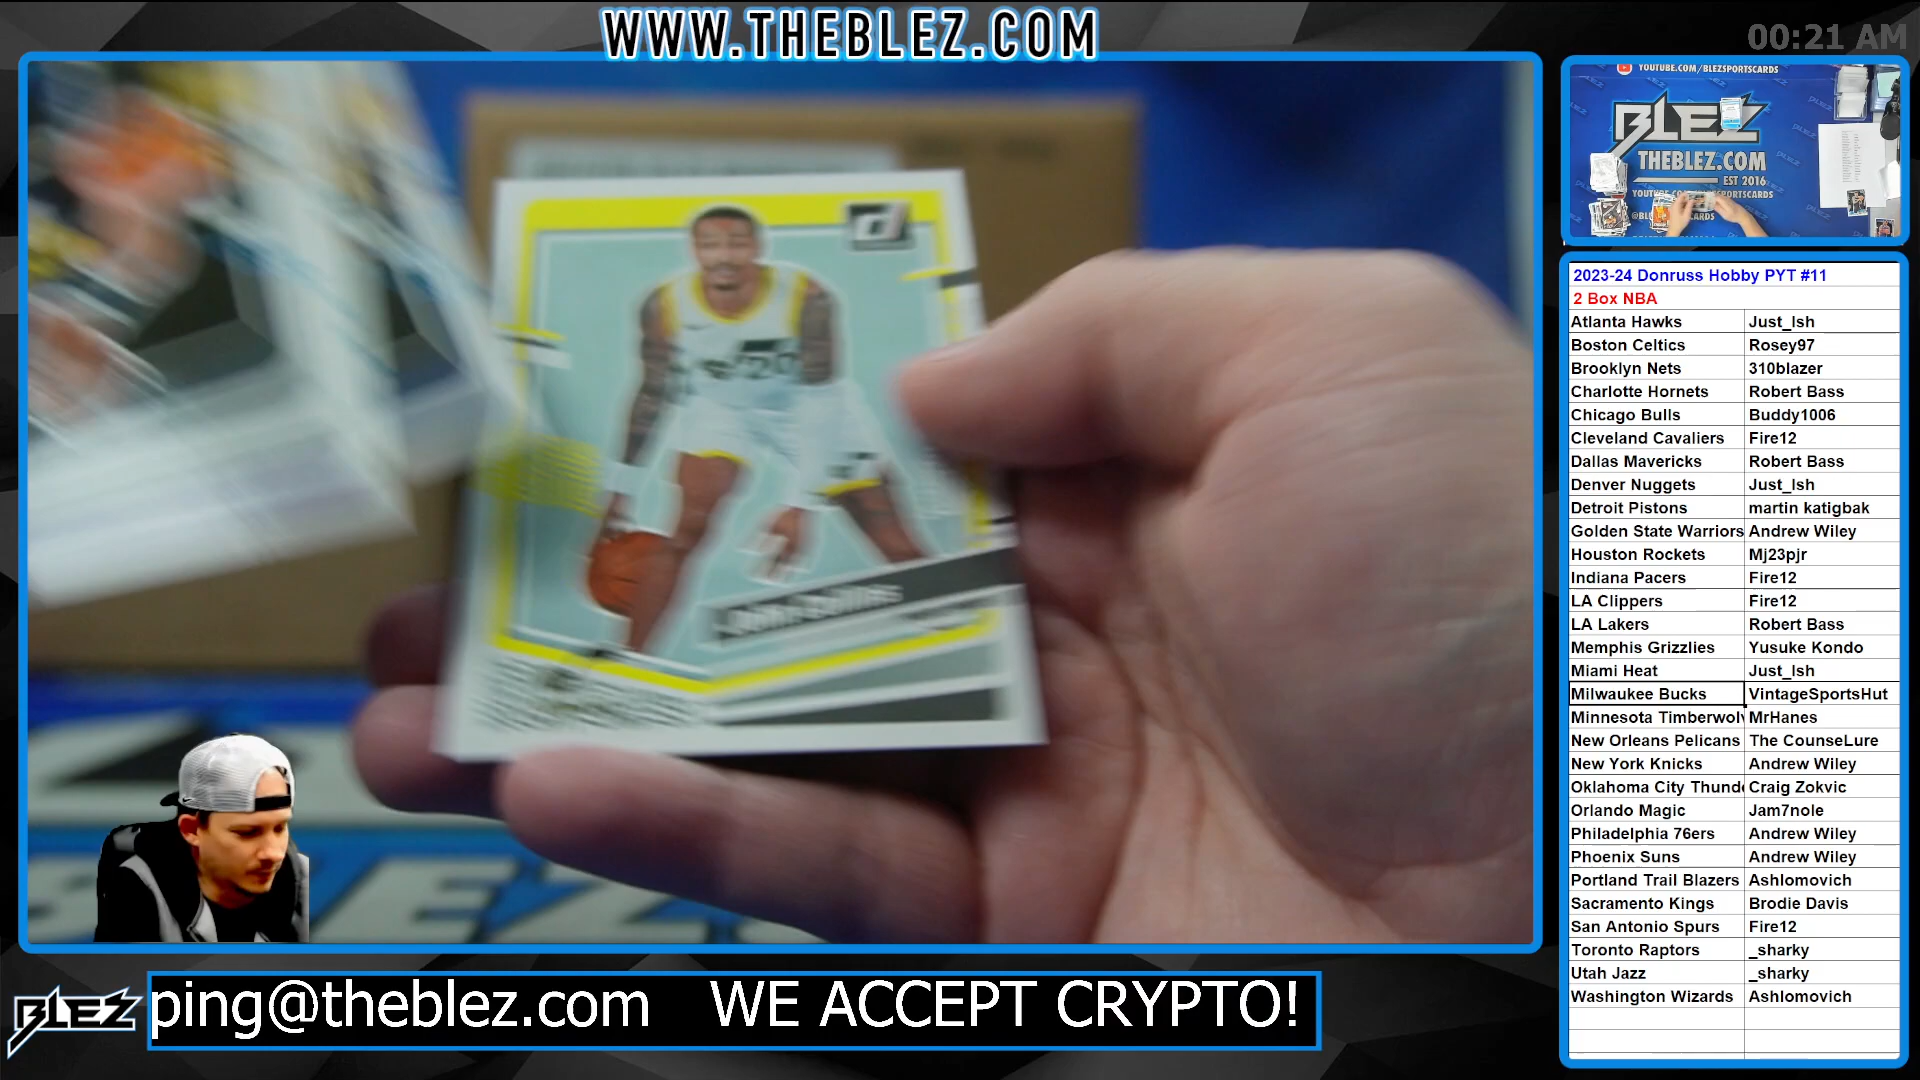 WWW.THEBLEZ.COM
00:21 AM
YOUTUBE.COM/BLEZSPORTSCARDS
BLEZ
THEBLEZ.COM
EST 2016
2023-24 Donruss Hobby PYT #11
2 Box NBA
Atlanta Hawks Just_Ish
Boston Celtics Rosey97
Brooklyn Nets 310blazer
Charlotte Hornets Robert Bass
Chicago Bulls Buddy1006
Cleveland Cavaliers Fire12
Dallas Mavericks Robert Bass
Denver Nuggets Just_Ish
Detroit Pistons martin katigbak
Golden State Warriors Andrew Wiley
Houston Rockets Mj23pjr
Indiana Pacers Fire12
LA Clippers Fire12
LA Lakers Robert Bass
Memphis Grizzlies Yusuke Kondo
Miami Heat Just_Ish
Milwaukee Bucks VintageSportsHut
Minnesota Timberwolv MrHanes
New Orleans Pelicans The CounseLure
New York Knicks Andrew Wiley
Oklahoma City Thunde Craig Zokvic
Orlando Magic Jam7nole
Philadelphia 76ers Andrew Wiley
Phoenix Suns Andrew Wiley
Portland Trail Blazers Ashlomovich
Sacramento Kings Brodie Davis
San Antonio Spurs Fire12
Toronto Raptors _sharky
Utah Jazz _sharky
Washington Wizards Ashlomovich
BLEZ
ping@theblez.com WE ACCEPT CRYPTO!